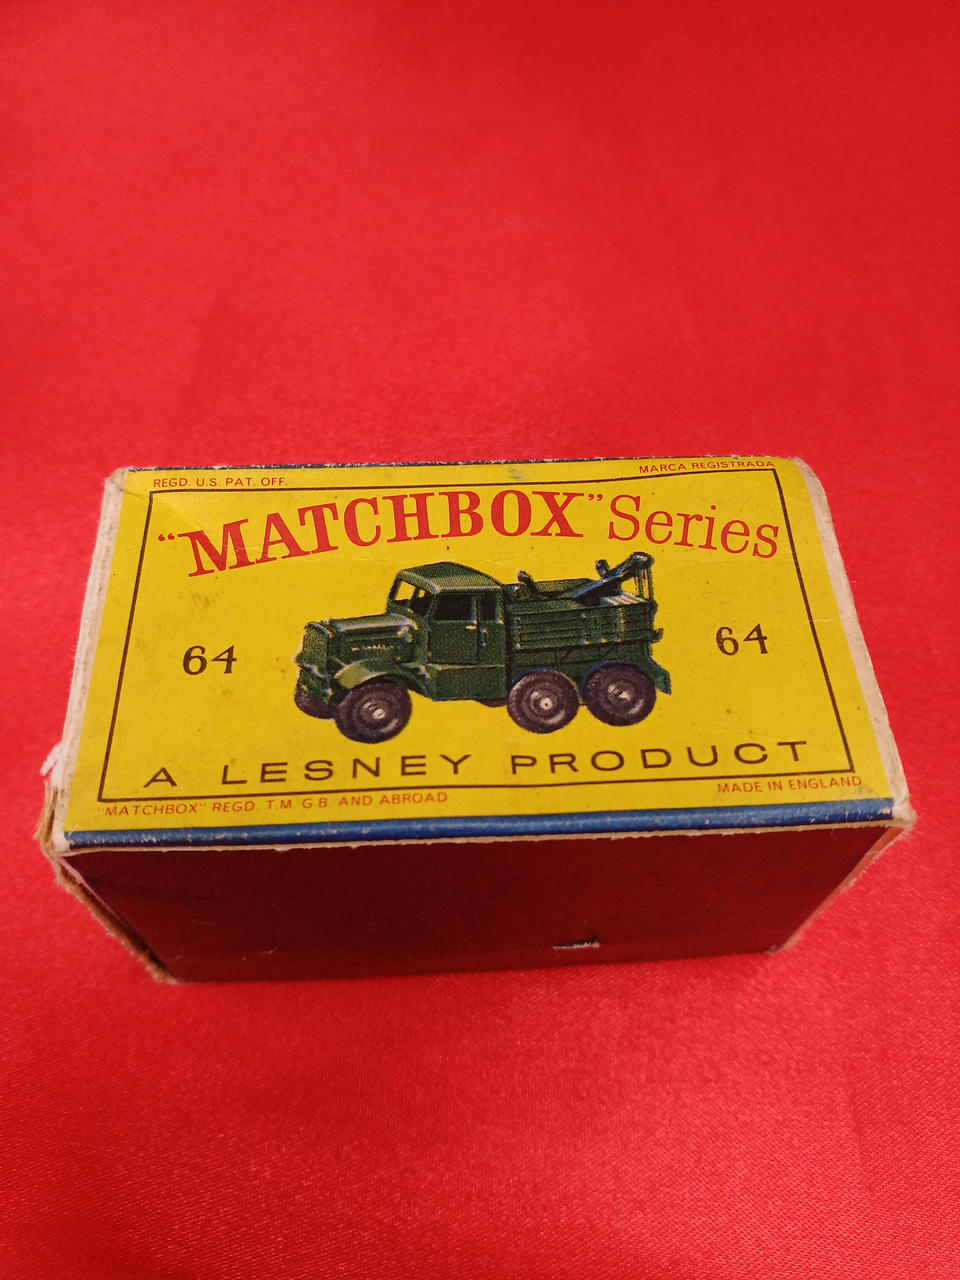 REGD. U.S. PAT. OFF.
MARCA REGISTRADA
"MATCHBOX" Series
64
64
A LESNEY PRODUCT
"MATCHBOX" REGD. T.M. G.B. AND ABROAD
MADE IN ENGLAND